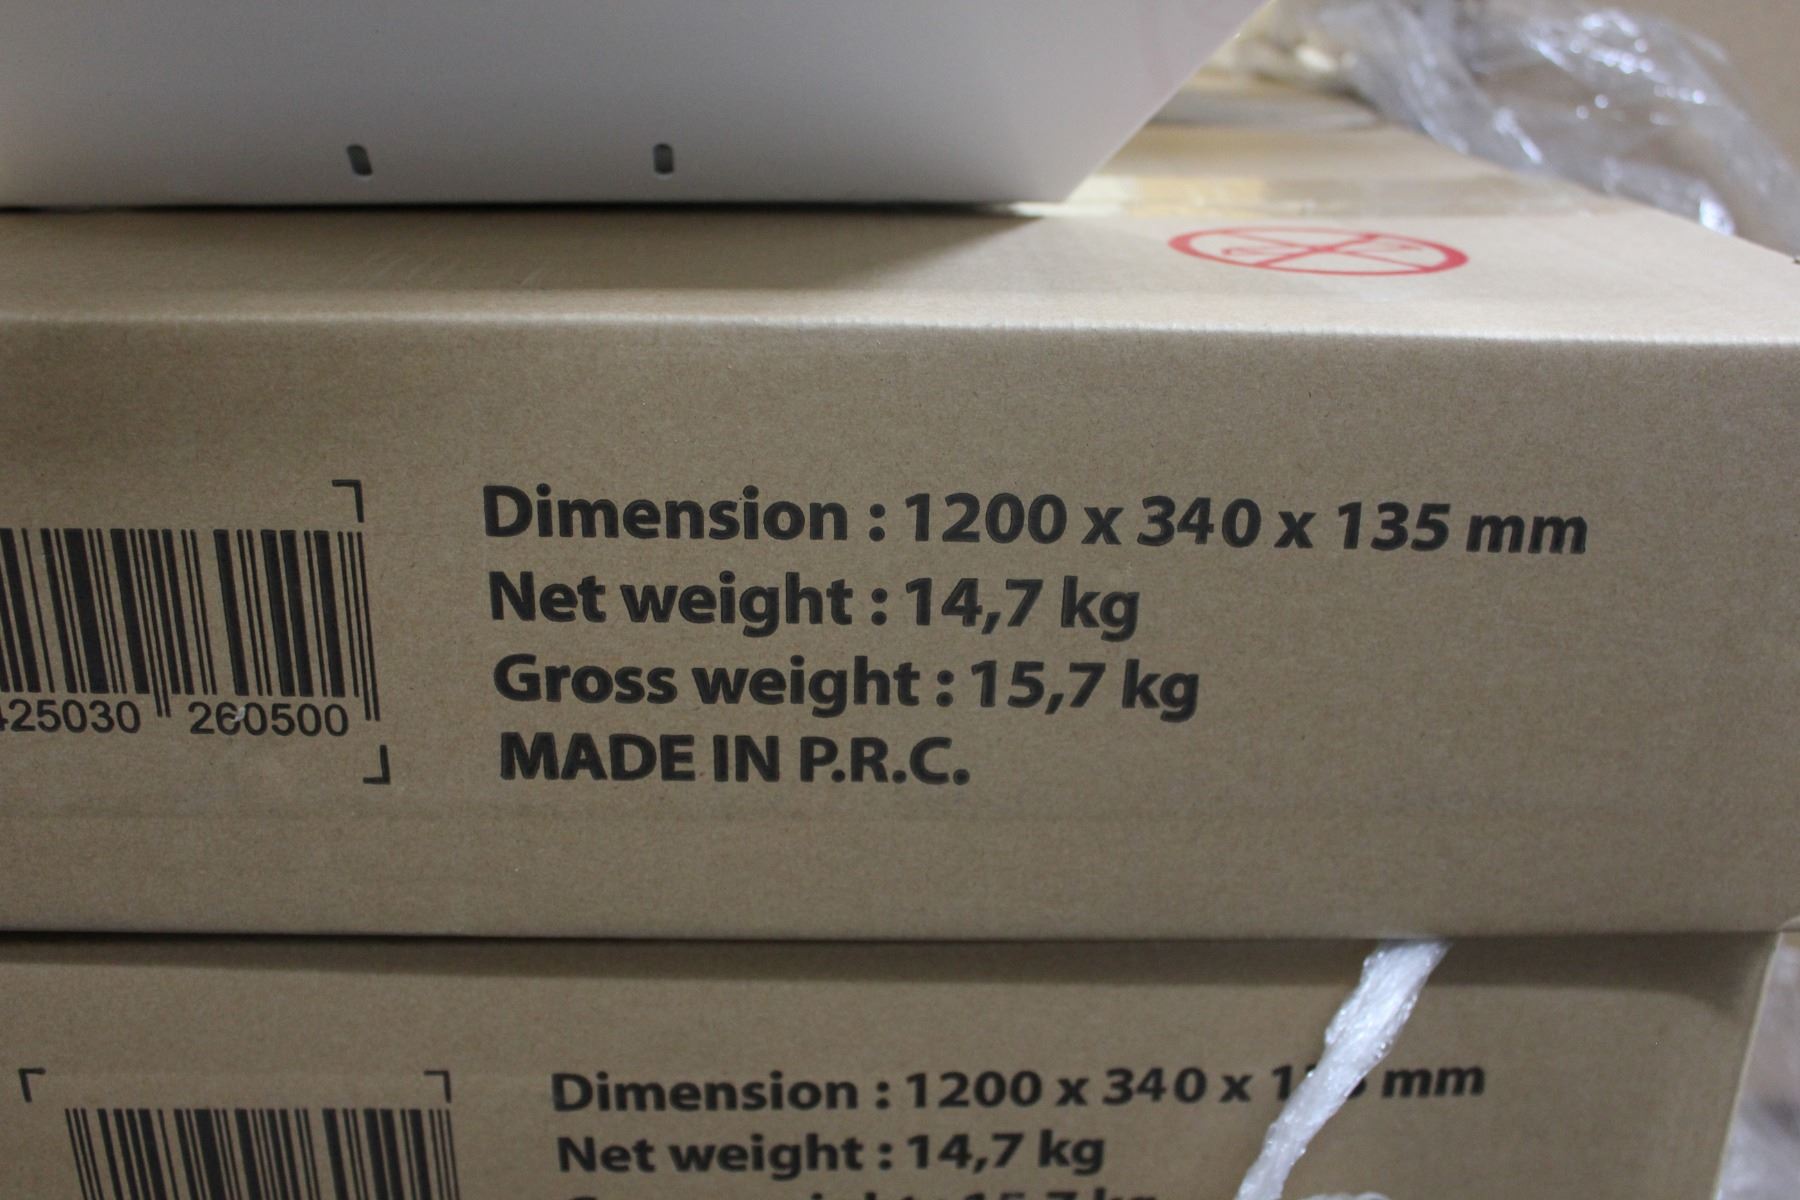 Dimension : 1200 x 340 x 135 mm
Net weight : 14,7 kg
Gross weight : 15,7 kg
MADE IN P.R.C.
425030 260500
Dimension : 1200 x 340 x mm
Net weight : 14,7 kg